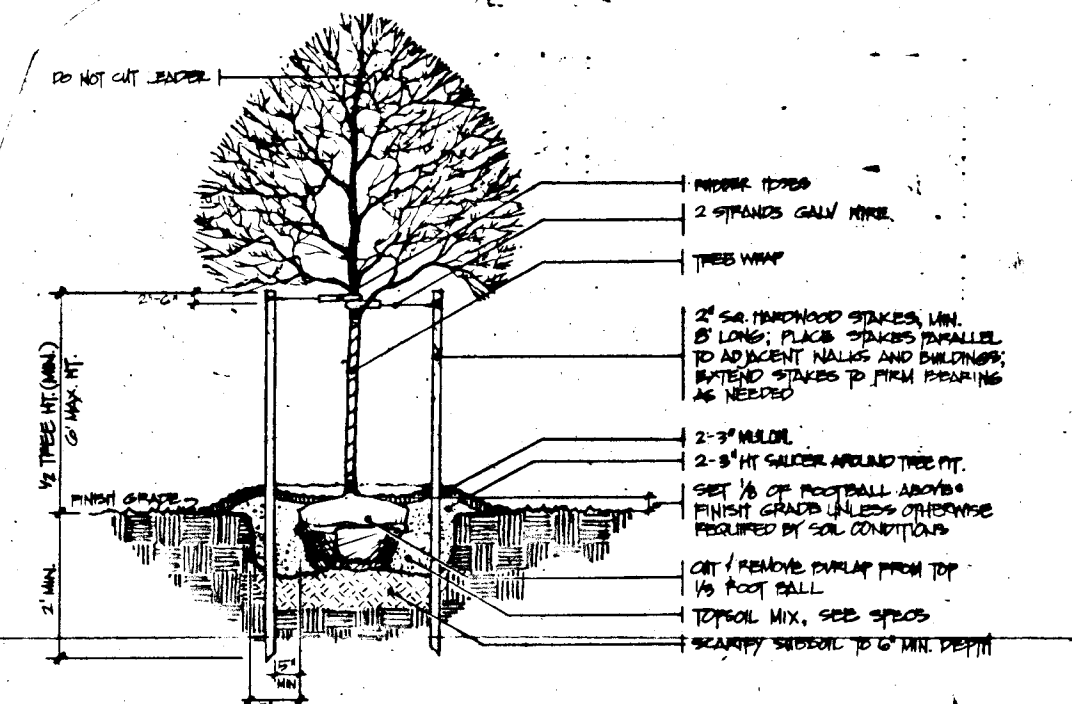 DO NOT CUT LEADER
RUBBER HOSES
2 STRANDS GALV WIRE
TREE WRAP
2'-6"
2" SQ. HARDWOOD STAKES, MIN.
8' LONG; PLACE STAKES PARALLEL
TO ADJACENT WALKS AND BUILDINGS;
EXTEND STAKES TO FIRM BEARING
AS NEEDED
1/2 TREE HT. (MIN.)
6' MAX. HT.
2-3" MULCH
2-3" HT SAUCER AROUND TREE PIT.
FINISH GRADE
SET 1/8 OF ROOTBALL ABOVE
FINISH GRADE UNLESS OTHERWISE
REQUIRED BY SOIL CONDITIONS
CUT & REMOVE BURLAP FROM TOP
1/3 ROOT BALL
2' MIN.
TOPSOIL MIX, SEE SPECS
SCARIFY SUBSOIL TO 6" MIN. DEPTH
5"
MIN